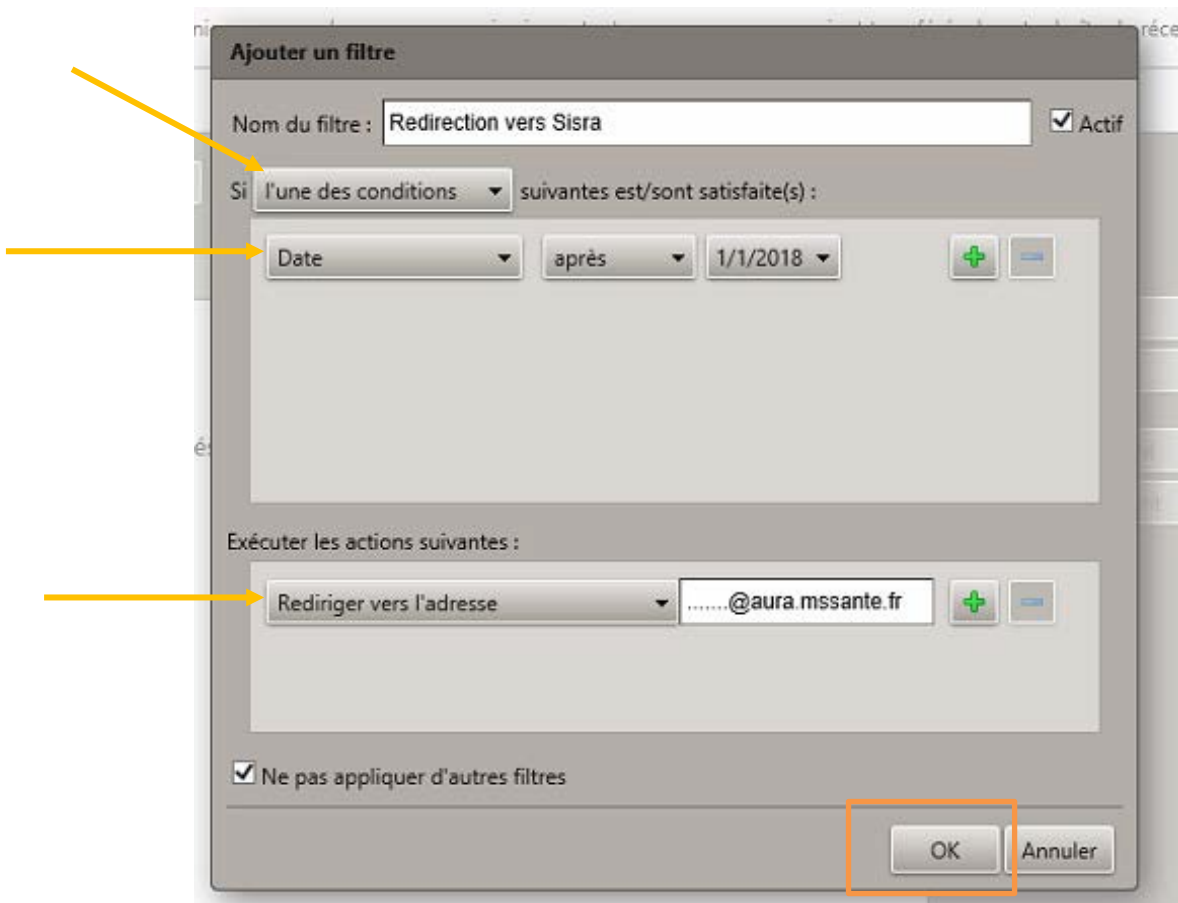 réce
Ajouter un filtre
Nom du filtre : Redirection vers Sisra Actif
Si l'une des conditions suivantes est/sont satisfaite(s) :
Date après 1/1/2018
Exécuter les actions suivantes :
Rediriger vers l'adresse .......@aura.mssante.fr
Ne pas appliquer d'autres filtres
OK Annuler